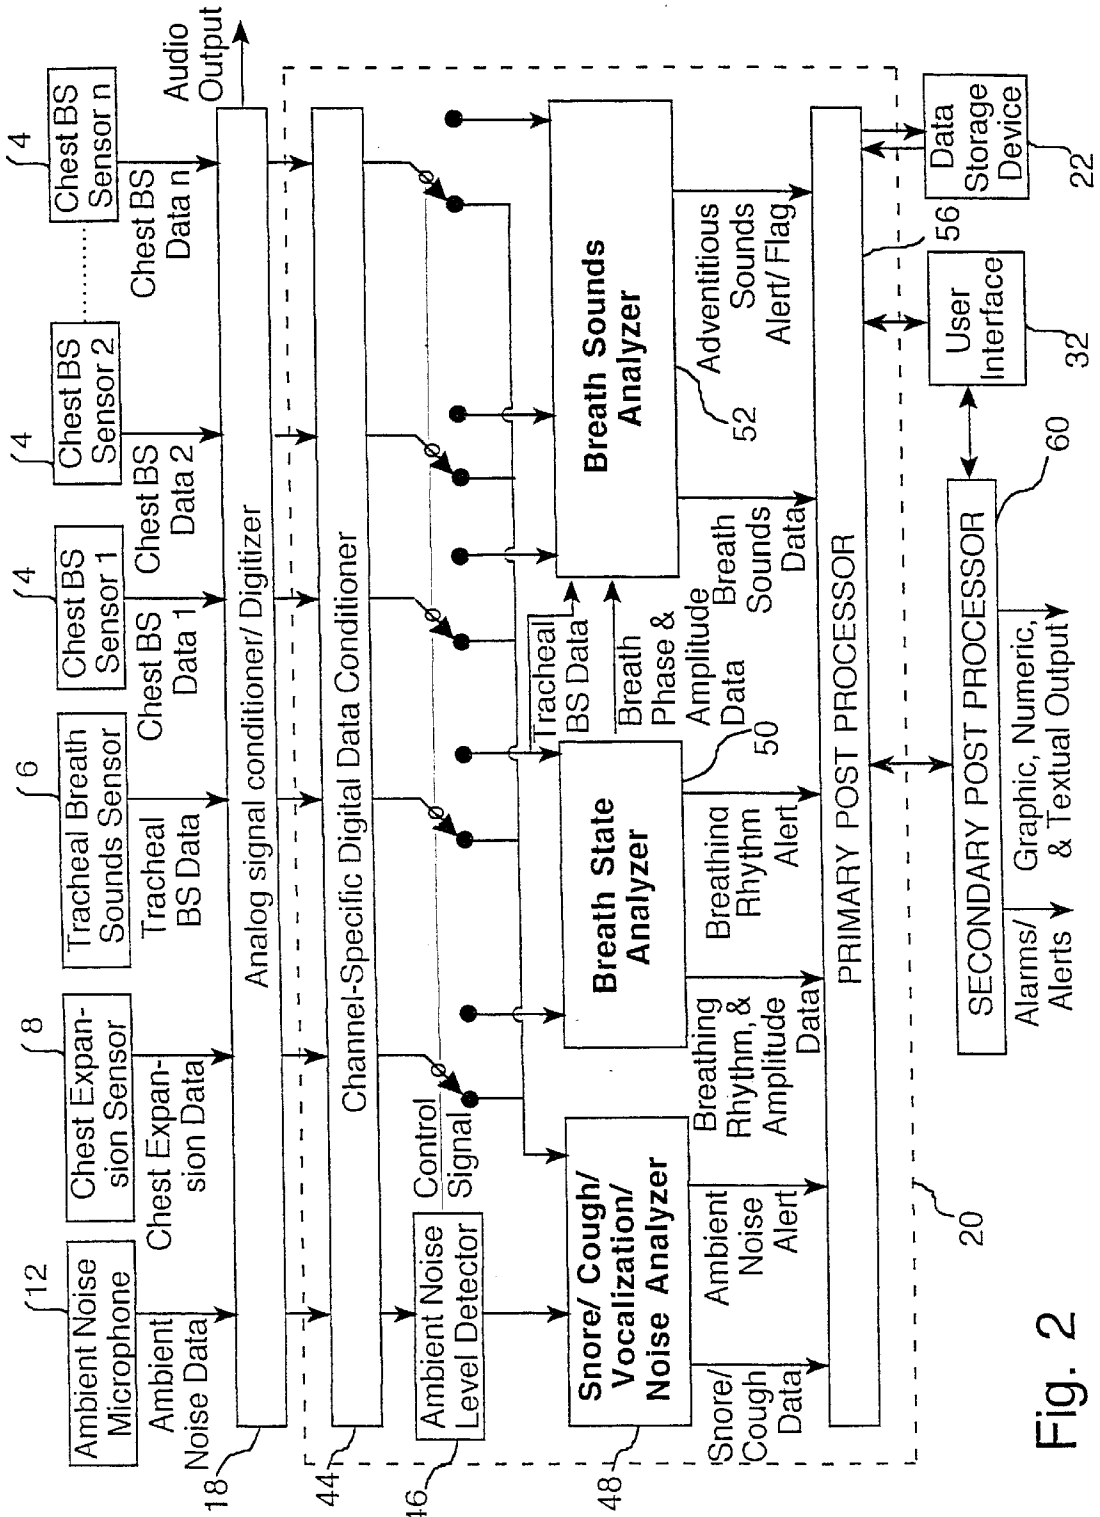 12
Ambient Noise
Microphone
Ambient
Noise Data
8
Chest Expan-
sion Sensor
Chest Expan-
sion Data
6
Tracheal Breath
Sounds Sensor
Tracheal
BS Data
4
Chest BS
Sensor 1
Chest BS
Data 1
4
Chest BS
Sensor 2
Chest BS
Data 2
4
Chest BS
Sensor n
Chest BS
Data n
Audio
Output
18
Analog signal conditioner/ Digitizer
44
Channel-Specific Digital Data Conditioner
46
Ambient Noise
Level Detector
Control
Signal
48
Snore/ Cough/
Vocalization/
Noise Analyzer
Breath State
Analyzer
50
Tracheal
BS Data
Breath
Phase &
Amplitude
Data
Breath Sounds
Analyzer
52
Snore/
Cough
Data
Ambient Noise
Alert
Breathing
Rhythm, &
Amplitude
Data
Breathing
Rhythm
Alert
Breath
Sounds
Data
Adventitious
Sounds
Alert/ Flag
PRIMARY POST PROCESSOR
56
20
SECONDARY POST PROCESSOR
60
Alarms/
Alerts
Graphic, Numeric,
& Textual Output
User
Interface
32
Data
Storage
Device
22
Fig. 2